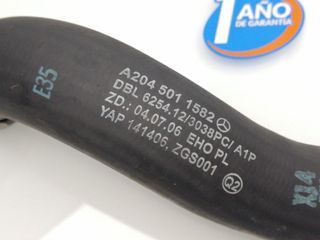 1 AÑO
DE GARANTÍA
E35
A204 501 1582
DBL 6254.12/3038PC/A1P
ZD.: 04.07.06 EHO PL
YAP 141406, ZGS001
Q2